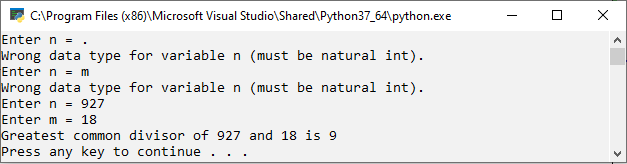 C:\Program Files (x86)\Microsoft Visual Studio\Shared\Python37_64\python.exe
Enter n = .
Wrong data type for variable n (must be natural int).
Enter n = m
Wrong data type for variable n (must be natural int).
Enter n = 927
Enter m = 18
Greatest common divisor of 927 and 18 is 9
Press any key to continue . . .